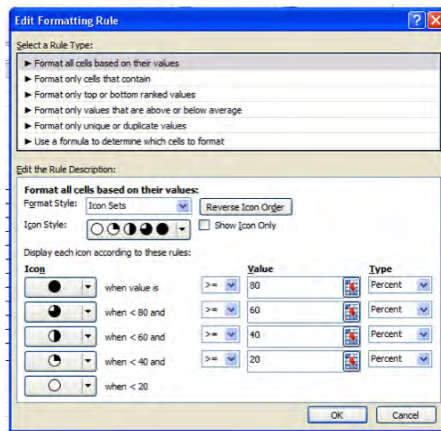 Edit Formatting Rule
Select a Rule Type:
► Format all cells based on their values
► Format only cells that contain
► Format only top or bottom ranked values
► Format only values that are above or below average
► Format only unique or duplicate values
► Use a formula to determine which cells to format
Edit the Rule Description:
Format all cells based on their values:
Format Style: Icon Sets Reverse Icon Order
Icon Style: Show Icon Only
Display each icon according to these rules:
Icon Value Type
when value is >= 80 Percent
when < 80 and >= 60 Percent
when < 60 and >= 40 Percent
when < 40 and >= 20 Percent
when < 20
OK Cancel